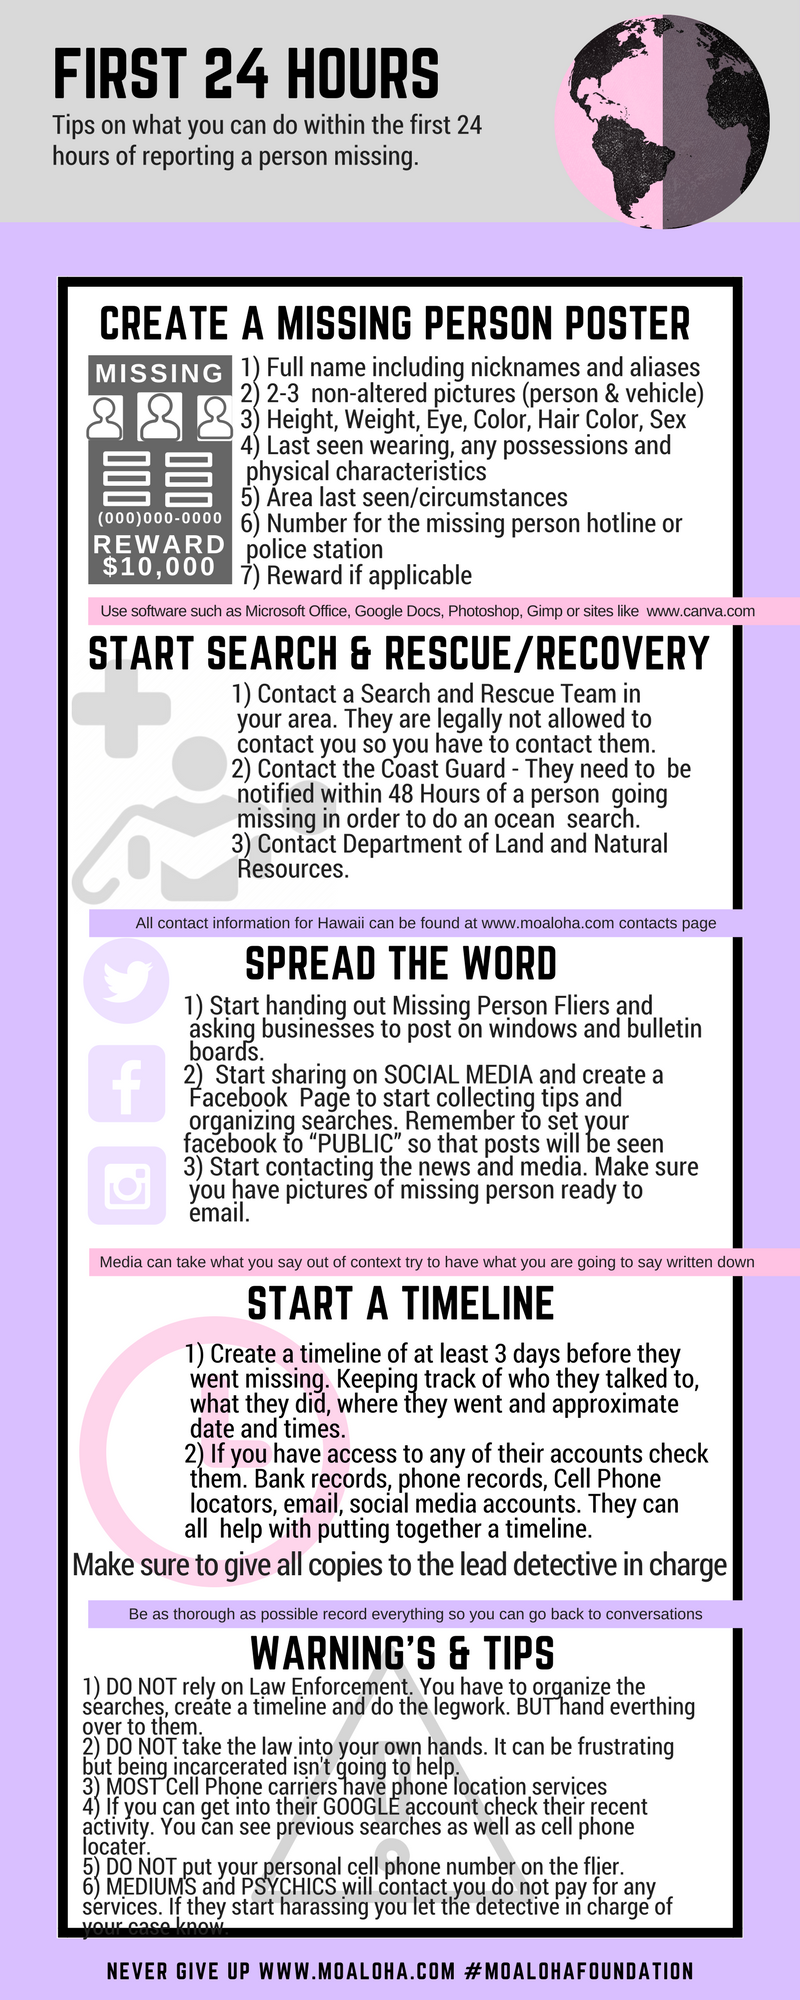 FIRST 24 HOURS
Tips on what you can do within the first 24
hours of reporting a person missing.
CREATE A MISSING PERSON POSTER
MISSING
(000)000-0000
REWARD
$10,000
1) Full name including nicknames and aliases
2) 2-3 non-altered pictures (person & vehicle)
3) Height, Weight, Eye, Color, Hair Color, Sex
4) Last seen wearing, any possessions and
physical characteristics
5) Area last seen/circumstances
6) Number for the missing person hotline or
police station
7) Reward if applicable
Use software such as Microsoft Office, Google Docs, Photoshop, Gimp or sites like www.canva.com
START SEARCH & RESCUE/RECOVERY
1) Contact a Search and Rescue Team in
your area. They are legally not allowed to
contact you so you have to contact them.
2) Contact the Coast Guard - They need to be
notified within 48 Hours of a person going
missing in order to do an ocean search.
3) Contact Department of Land and Natural
Resources.
All contact information for Hawaii can be found at www.moaloha.com contacts page
SPREAD THE WORD
1) Start handing out Missing Person Fliers and
asking businesses to post on windows and bulletin
boards.
2) Start sharing on SOCIAL MEDIA and create a
Facebook Page to start collecting tips and
organizing searches. Remember to set your
facebook to “PUBLIC” so that posts will be seen
3) Start contacting the news and media. Make sure
you have pictures of missing person ready to
email.
Media can take what you say out of context try to have what you are going to say written down
START A TIMELINE
1) Create a timeline of at least 3 days before they
went missing. Keeping track of who they talked to,
what they did, where they went and approximate
date and times.
2) If you have access to any of their accounts check
them. Bank records, phone records, Cell Phone
locators, email, social media accounts. They can
all help with putting together a timeline.
Make sure to give all copies to the lead detective in charge
Be as thorough as possible record everything so you can go back to conversations
WARNING'S & TIPS
1) DO NOT rely on Law Enforcement. You have to organize the
searches, create a timeline and do the legwork. BUT hand everthing
over to them.
2) DO NOT take the law into your own hands. It can be frustrating
but being incarcerated isn't going to help.
3) MOST Cell Phone carriers have phone location services
4) If you can get into their GOOGLE account check their recent
activity. You can see previous searches as well as cell phone
locater.
5) DO NOT put your personal cell phone number on the flier.
6) MEDIUMS and PSYCHICS will contact you do not pay for any
services. If they start harassing you let the detective in charge of
your case know.
NEVER GIVE UP WWW.MOALOHA.COM #MOALOHAFOUNDATION